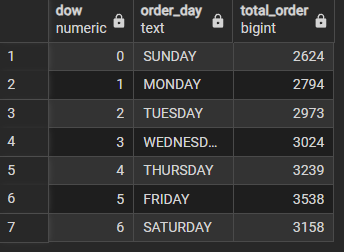 dow order_day total_order
numeric text bigint
1 0 SUNDAY 2624
2 1 MONDAY 2794
3 2 TUESDAY 2973
4 3 WEDNESD... 3024
5 4 THURSDAY 3239
6 5 FRIDAY 3538
7 6 SATURDAY 3158